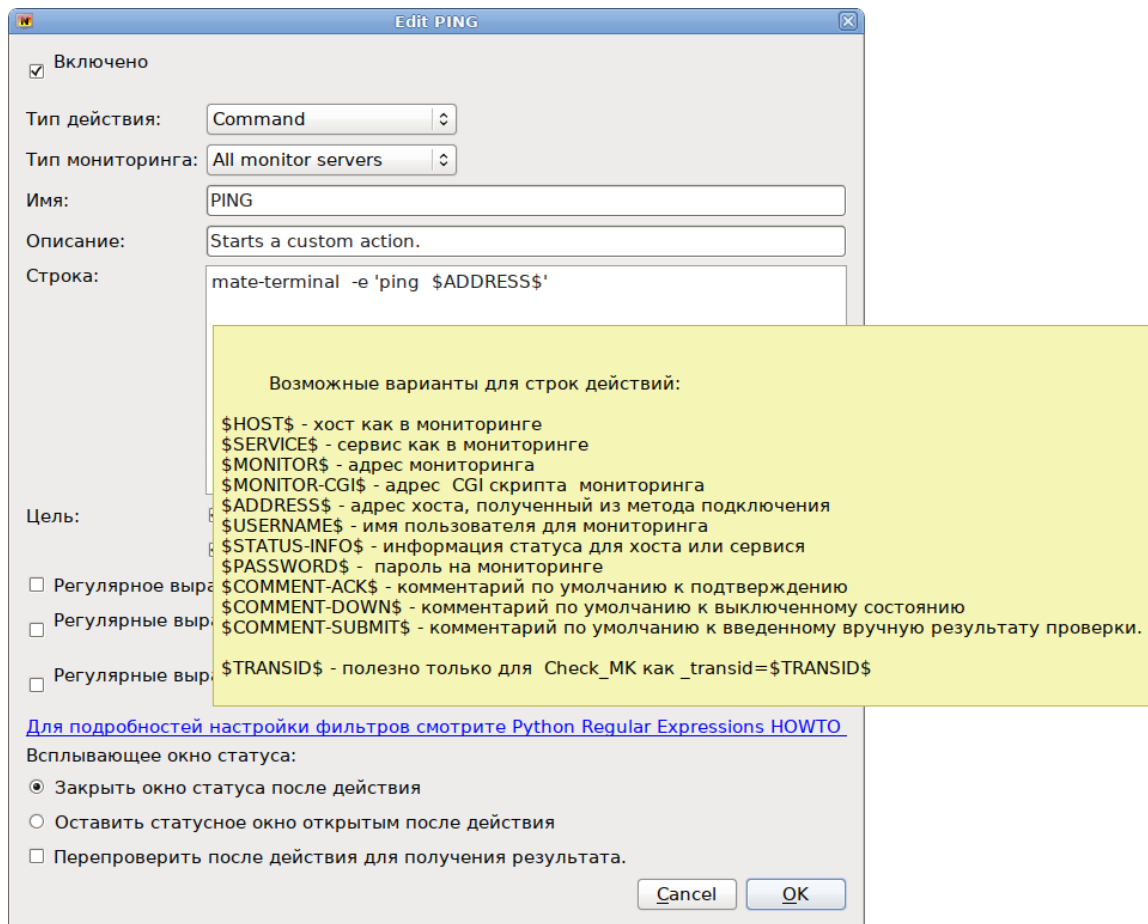 Edit PING
Включено
Тип действия:
Command
Тип мониторинга:
All monitor servers
Имя:
PING
Описание:
Starts a custom action.
Строка:
mate-terminal -e 'ping $ADDRESS$'
Возможные варианты для строк действий:
$HOST$ - хост как в мониторинге
$SERVICE$ - сервис как в мониторинге
$MONITOR$ - адрес мониторинга
$MONITOR-CGI$ - адрес CGI скрипта мониторинга
$ADDRESS$ - адрес хоста, полученный из метода подключения
$USERNAME$ - имя пользователя для мониторинга
$STATUS-INFO$ - информация статуса для хоста или сервися
$PASSWORD$ - пароль на мониторинге
$COMMENT-ACK$ - комментарий по умолчанию к подтверждению
$COMMENT-DOWN$ - комментарий по умолчанию к выключенному состоянию
$COMMENT-SUBMIT$ - комментарий по умолчанию к введенному вручную результату проверки.
$TRANSID$ - полезно только для Check_MK как _transid=$TRANSID$
Цель:
Регулярное выра
Регулярные выра
Регулярные выр
Для подробностей настройки фильтров смотрите Python Regular Expressions HOWTO
Всплывающее окно статуса:
Закрыть окно статуса после действия
Оставить статусное окно открытым после действия
Перепроверить после действия для получения результата.
Cancel
OK